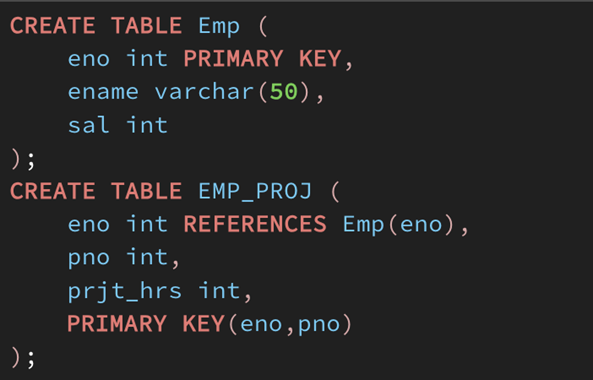 CREATE TABLE Emp (
    eno int PRIMARY KEY,
    ename varchar(50),
    sal int
);
CREATE TABLE EMP_PROJ (
    eno int REFERENCES Emp(eno),
    pno int,
    prjt_hrs int,
    PRIMARY KEY(eno,pno)
);